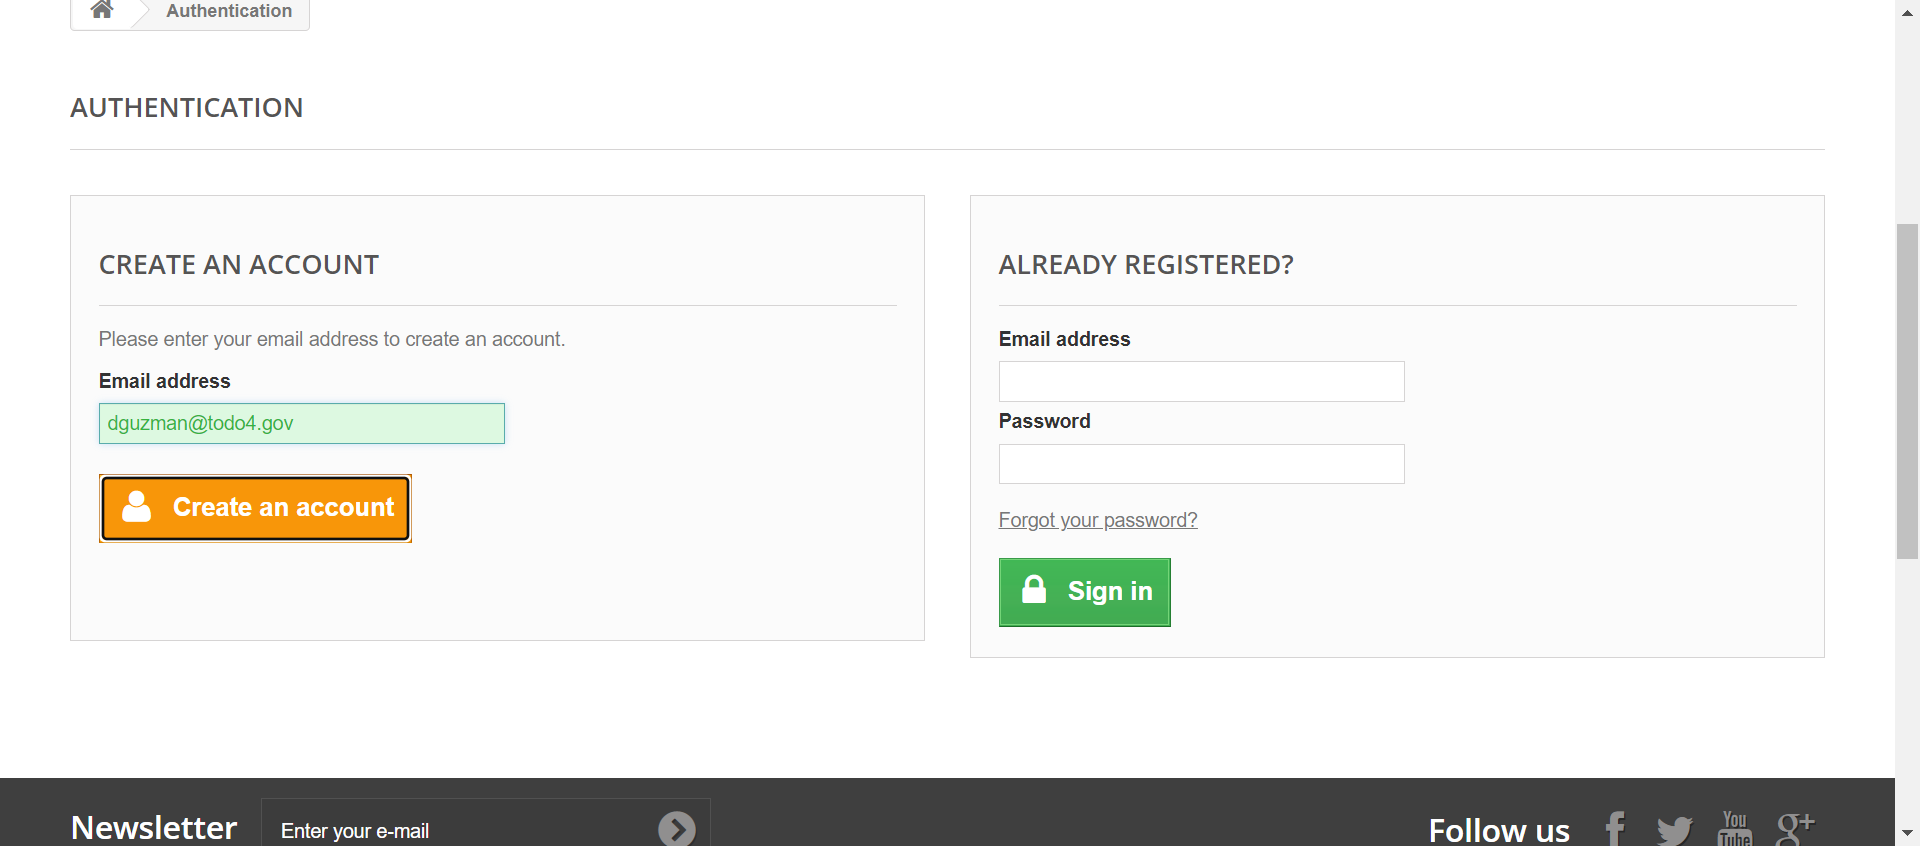 Authentication
AUTHENTICATION
CREATE AN ACCOUNT
Please enter your email address to create an account.
Email address
dguzman@todo4.gov
Create an account
ALREADY REGISTERED?
Email address
Password
Forgot your password?
Sign in
Newsletter
Enter your e-mail
Follow us
f
You
Tube
g+